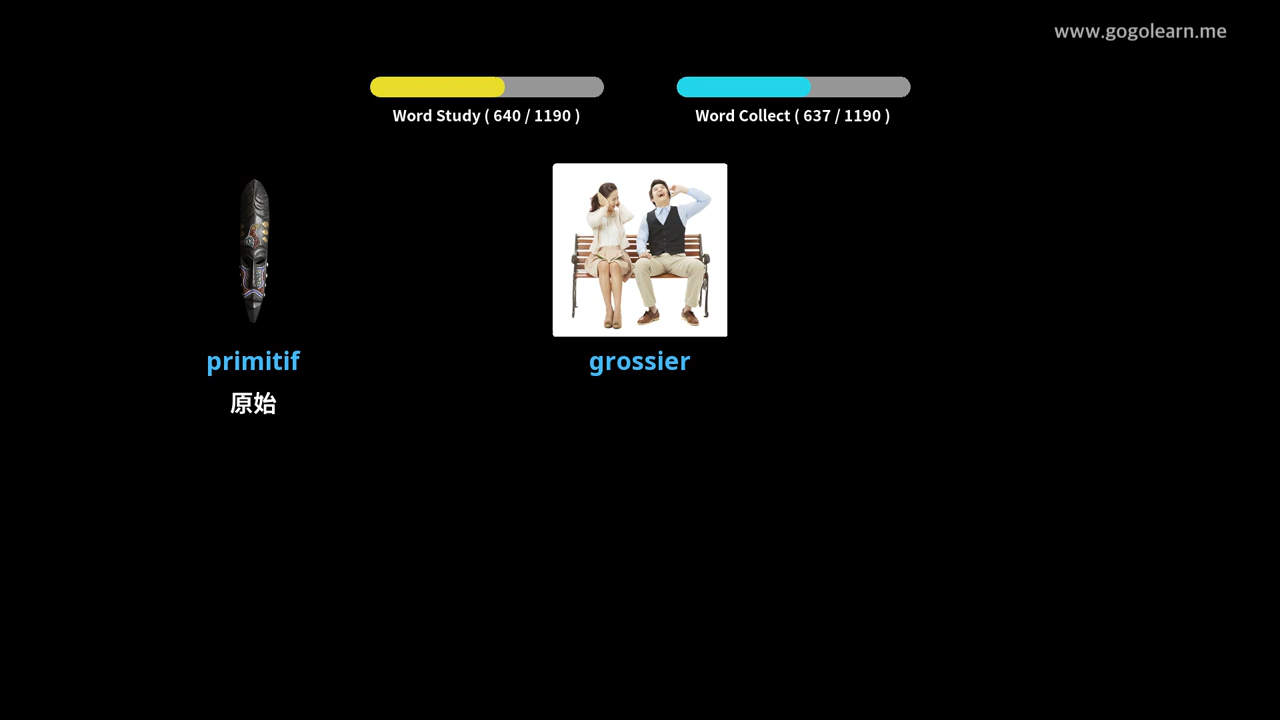 www.gogolearn.me
Word Study ( 640 / 1190 )
Word Collect ( 637 / 1190 )
primitif
grossier
原始